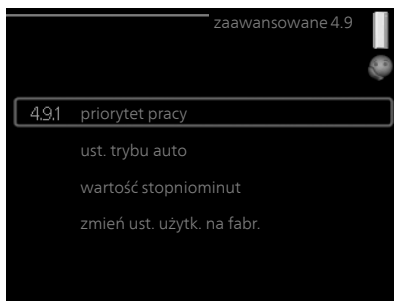 zaawansowane 4.9
4.9.1 priorytet pracy
ust. trybu auto
wartość stopniominut
zmień ust. użytk. na fabr.